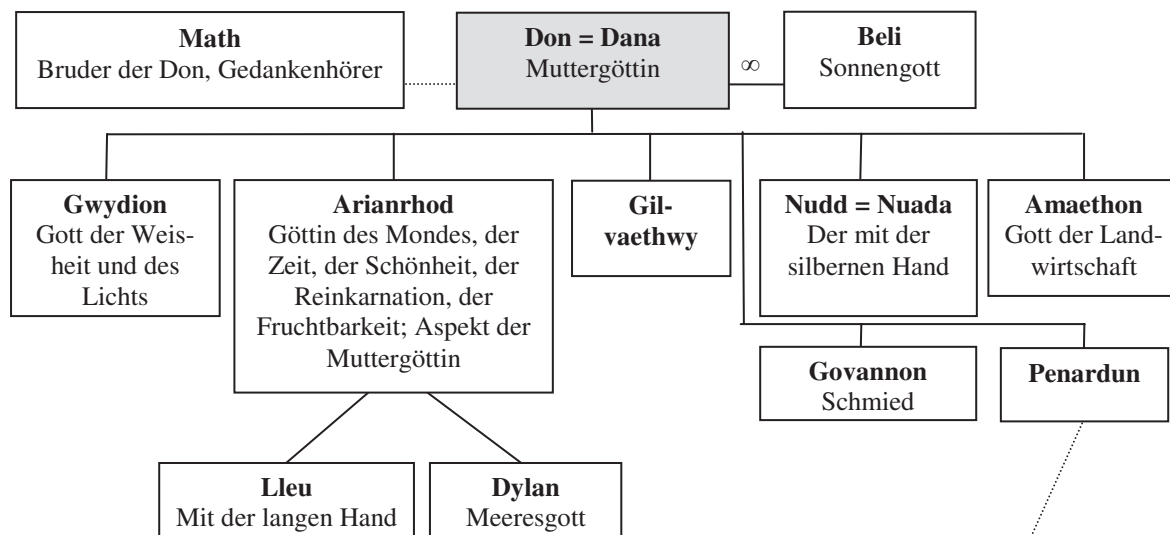 Math
Bruder der Don, Gedankenhörer
Don = Dana
Muttergöttin
∞
Beli
Sonnengott
Gwydion
Gott der Weis-
heit und des
Lichts
Arianrhod
Göttin des Mondes, der
Zeit, der Schönheit, der
Reinkarnation, der
Fruchtbarkeit; Aspekt der
Muttergöttin
Gil-
vaethwy
Nudd = Nuada
Der mit der
silbernen Hand
Amaethon
Gott der Land-
wirtschaft
Govannon
Schmied
Penardun
Lleu
Mit der langen Hand
Dylan
Meeresgott